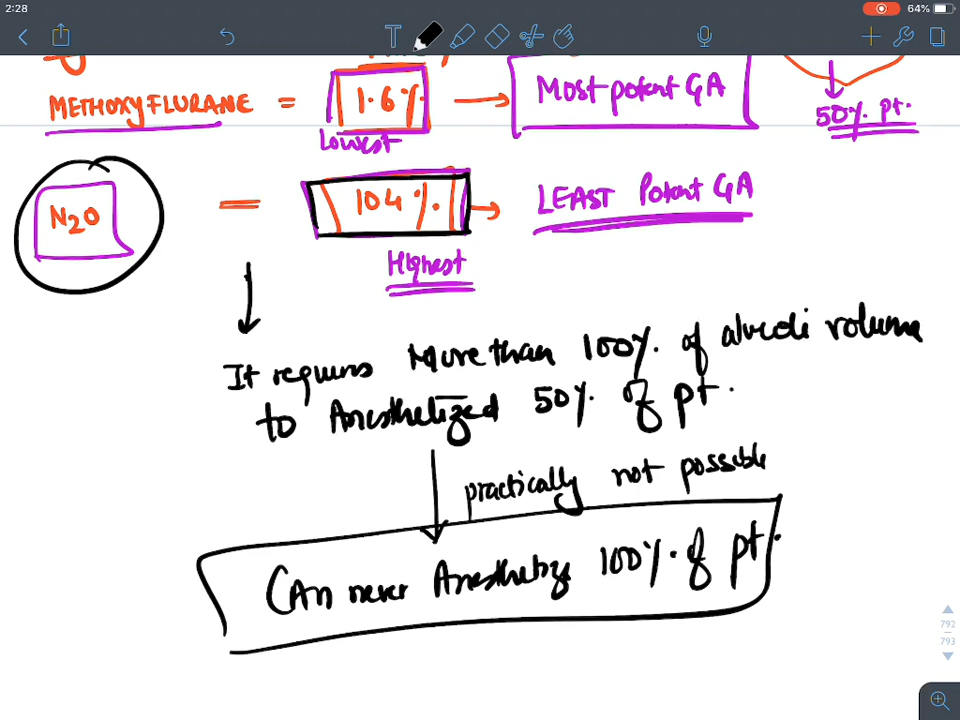 2:28
64%
T
METHOXYFLURANE = 1.6% → Most potent GA
50% pt.
Lowest
N2O = 104% → LEAST Potent GA
Highest
It requires More than 100% of alveoli volume
to Anesthetized 50% of pt.
practically not possible
CAn never Anesthetize 100% of pt.
792
793